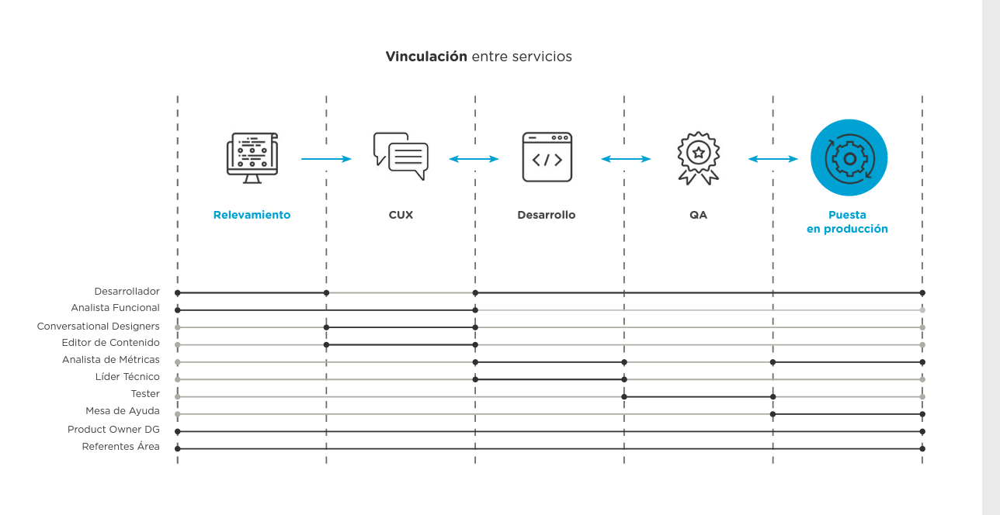 Vinculación entre servicios
</>
Relevamiento
CUX
Desarrollo
QA
Puesta
en producción
Desarrollador
Analista Funcional
Conversational Designers
Editor de Contenido
Analista de Métricas
Líder Técnico
Tester
Mesa de Ayuda
Product Owner DG
Referentes Área